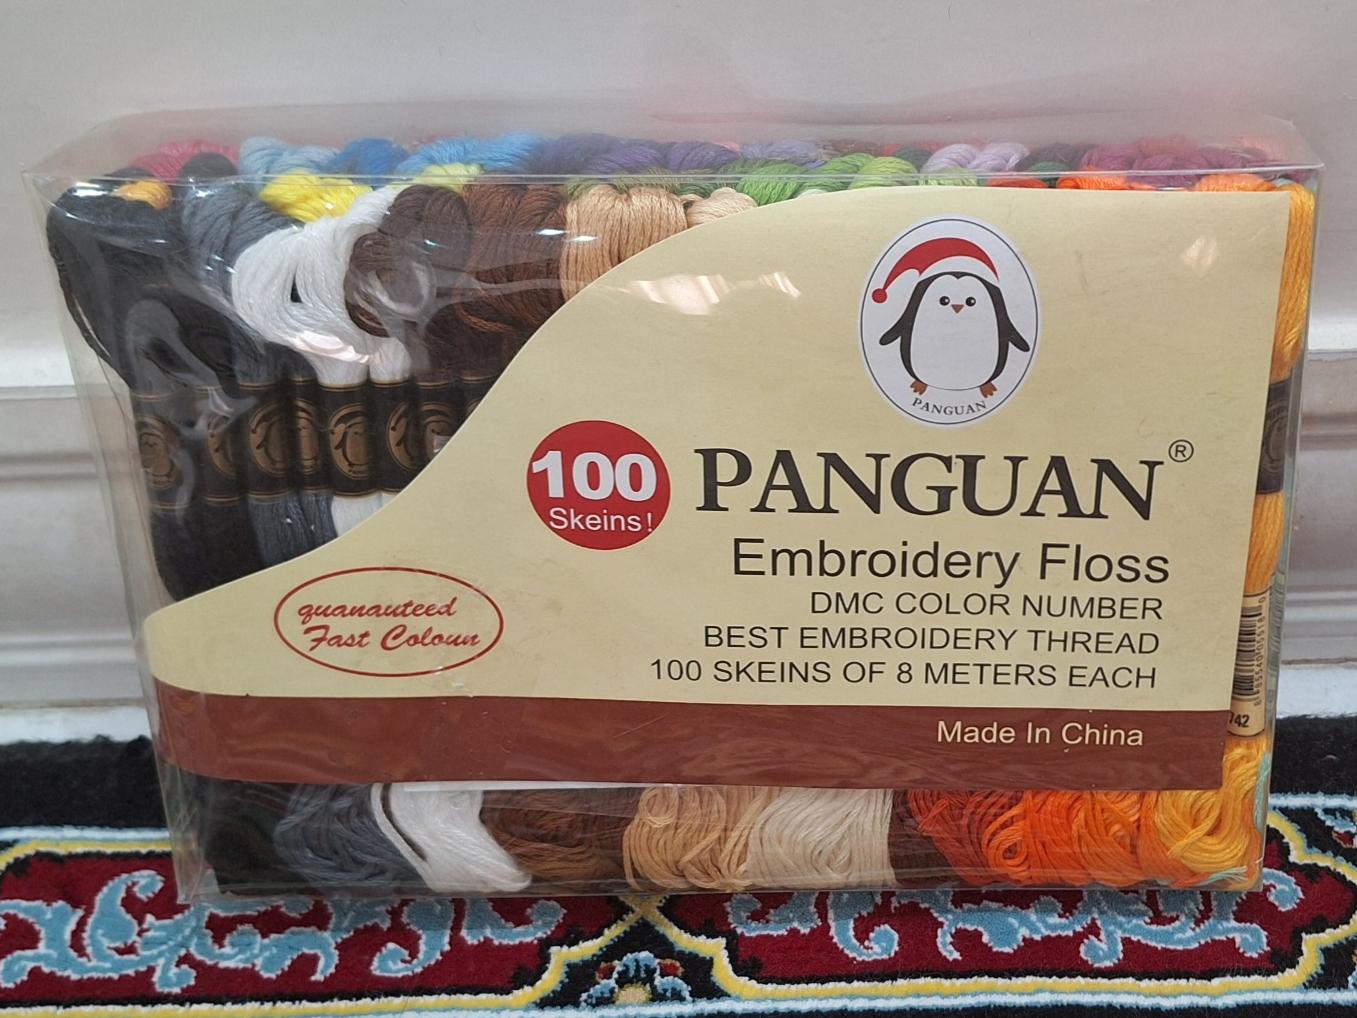 PANGUAN
100
Skeins!
PANGUAN®
Embroidery Floss
DMC COLOR NUMBER
BEST EMBROIDERY THREAD
100 SKEINS OF 8 METERS EACH
quanauteed
Fast Coloun
Made In China
742